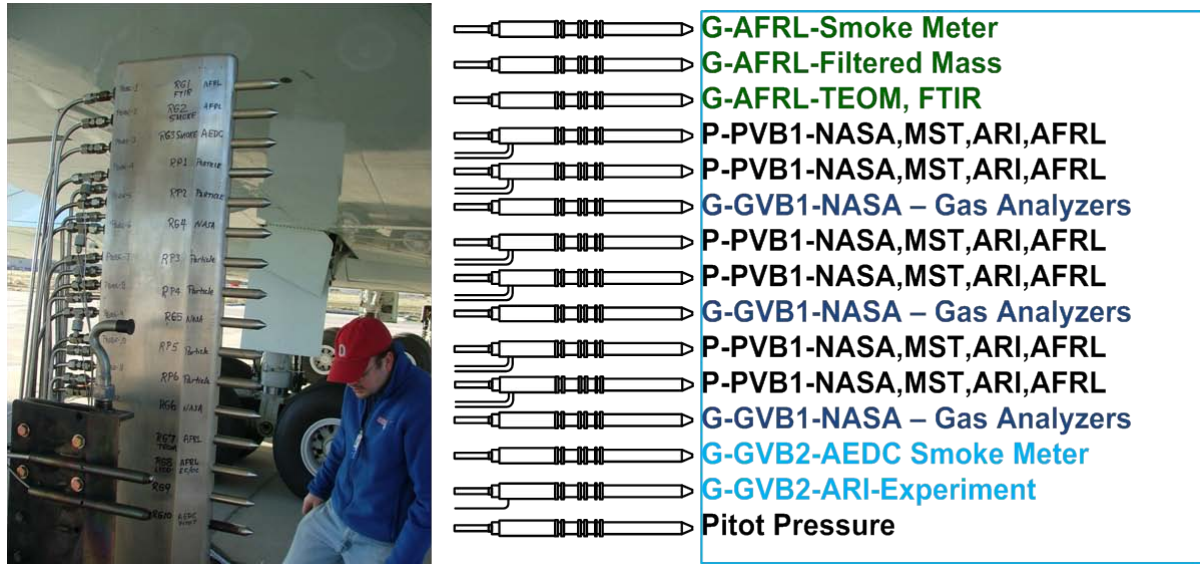 RG1 AFRL
FTIR
RG2 AFRL
SMOKE
RG3 SMOKE AEDC
RP1 Particle
RP2 Particle
RG4 NASA
RP3 Particle
RP4 Particle
RG5 NASA
RP5 Particle
RP6 Particle
RG6 NASA
RG7 AFRL
TEOM
RG8 AFRL
RG9
RG10 AEDC
G-AFRL-Smoke Meter
G-AFRL-Filtered Mass
G-AFRL-TEOM, FTIR
P-PVB1-NASA,MST,ARI,AFRL
P-PVB1-NASA,MST,ARI,AFRL
G-GVB1-NASA – Gas Analyzers
P-PVB1-NASA,MST,ARI,AFRL
P-PVB1-NASA,MST,ARI,AFRL
G-GVB1-NASA – Gas Analyzers
P-PVB1-NASA,MST,ARI,AFRL
P-PVB1-NASA,MST,ARI,AFRL
G-GVB1-NASA – Gas Analyzers
G-GVB2-AEDC Smoke Meter
G-GVB2-ARI-Experiment
Pitot Pressure